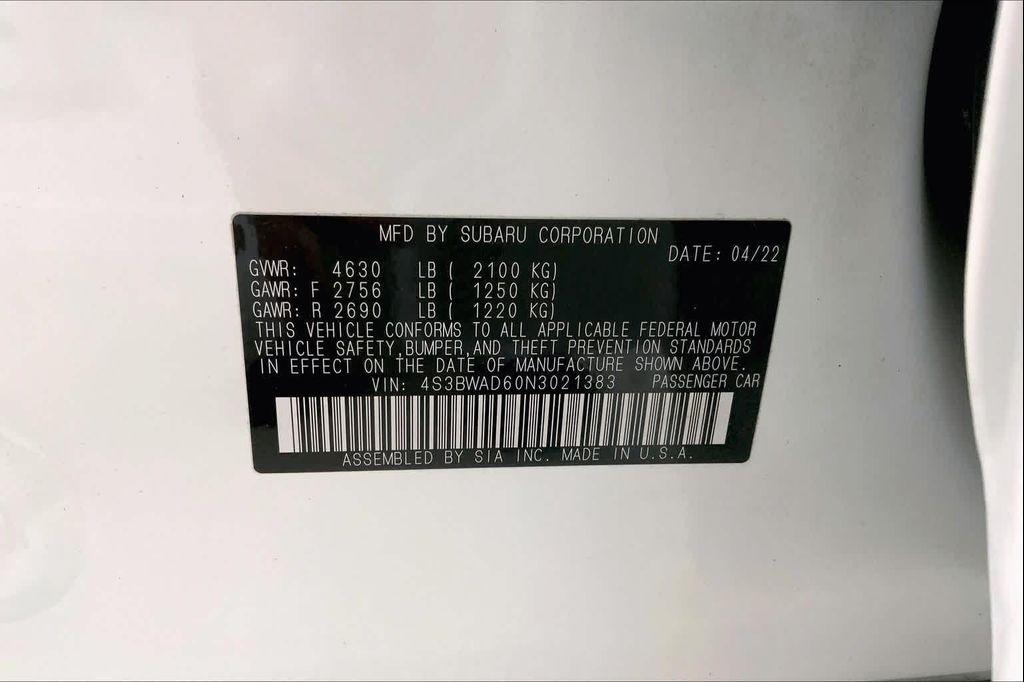 MFD BY SUBARU CORPORATION
DATE: 04/22
GVWR: 4630 LB ( 2100 KG)
GAWR: F 2756 LB ( 1250 KG)
GAWR: R 2690 LB ( 1220 KG)
THIS VEHICLE CONFORMS TO ALL APPLICABLE FEDERAL MOTOR
VEHICLE SAFETY, BUMPER, AND THEFT PREVENTION STANDARDS
IN EFFECT ON THE DATE OF MANUFACTURE SHOWN ABOVE.
VIN: 4S3BWAD60N3021383 PASSENGER CAR
ASSEMBLED BY SIA INC. MADE IN U.S.A.